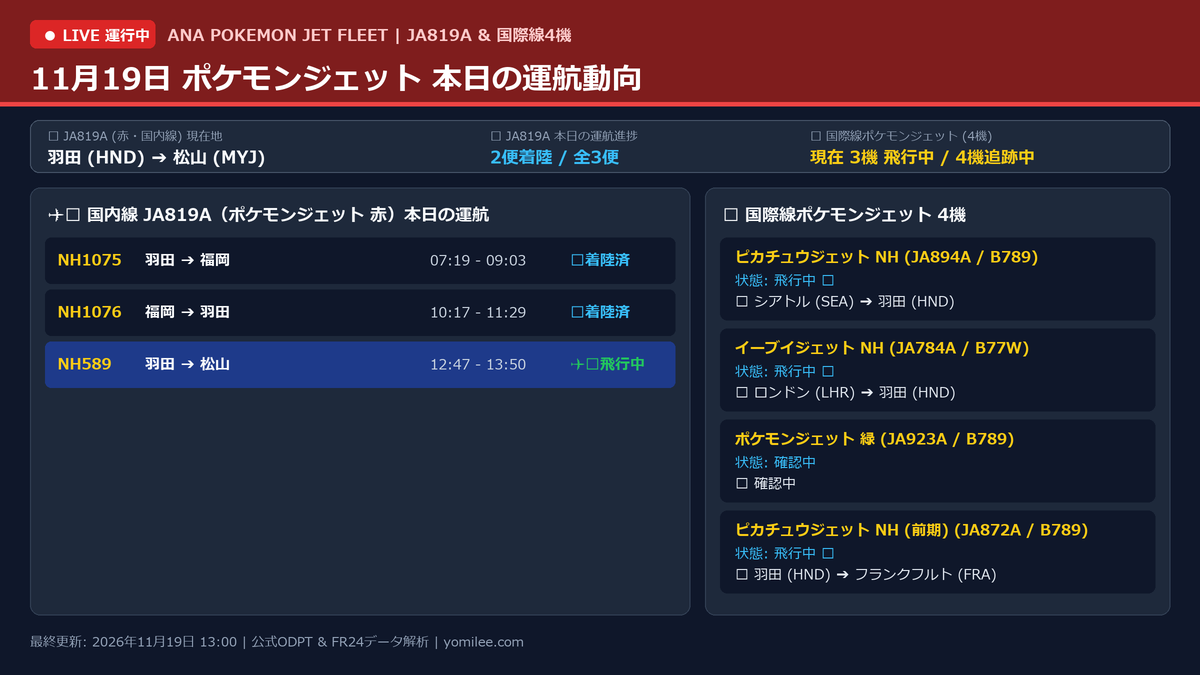 ● LIVE 運行中 ANA POKEMON JET FLEET | JA819A & 国際線4機
11月19日 ポケモンジェット 本日の運航動向
□ JA819A (赤・国内線) 現在地
羽田 (HND) → 松山 (MYJ)
□ JA819A 本日の運航進捗
2便着陸 / 全3便
□ 国際線ポケモンジェット (4機)
現在 3機 飛行中 / 4機追跡中
✈□ 国内線 JA819A（ポケモンジェット 赤）本日の運航
NH1075 羽田 → 福岡 07:19 - 09:03 □着陸済
NH1076 福岡 → 羽田 10:17 - 11:29 □着陸済
NH589 羽田 → 松山 12:47 - 13:50 ✈□飛行中
□ 国際線ポケモンジェット 4機
ピカチュウジェット NH (JA894A / B789)
状態: 飛行中 □
□ シアトル (SEA) → 羽田 (HND)
イーブイジェット NH (JA784A / B77W)
状態: 飛行中 □
□ ロンドン (LHR) → 羽田 (HND)
ポケモンジェット 緑 (JA923A / B789)
状態: 確認中
□ 確認中
ピカチュウジェット NH (前期) (JA872A / B789)
状態: 飛行中 □
□ 羽田 (HND) → フランクフルト (FRA)
最終更新: 2026年11月19日 13:00 | 公式ODPT & FR24データ解析 | yomilee.com